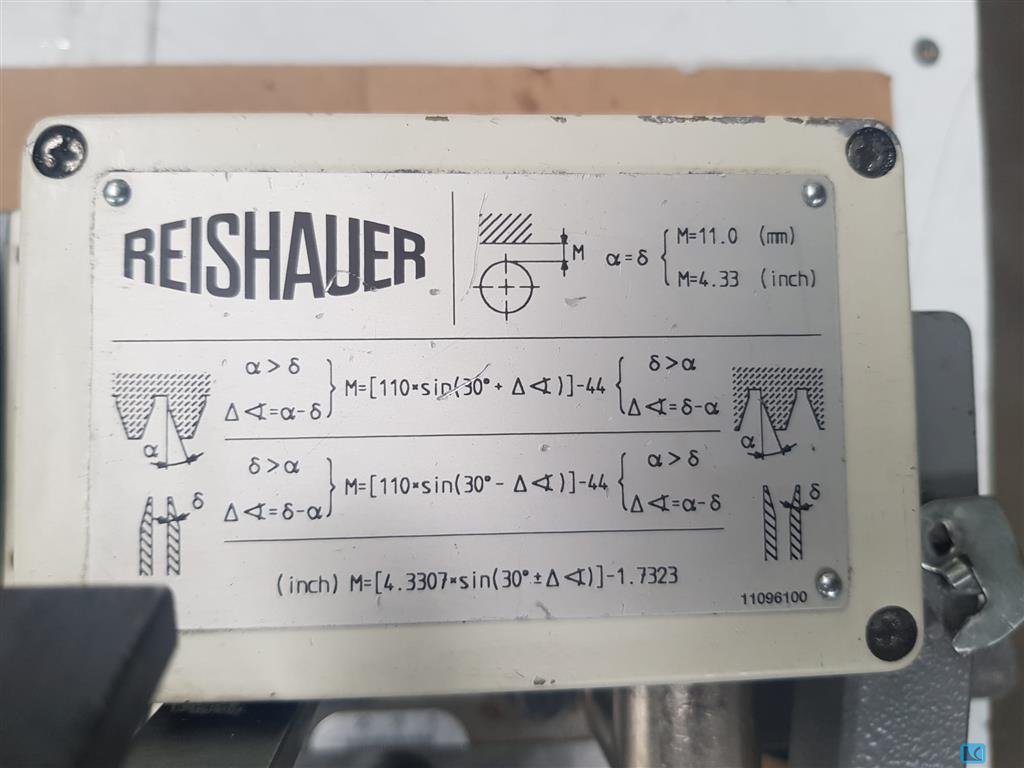 REISHAUER
M
α=δ
M=11.0 (mm)
M=4.33 (inch)
α>δ
Δ∢=α-δ
M=[110*sin(30°+Δ∢)]-44
δ>α
Δ∢=δ-α
α
α
δ>α
Δ∢=δ-α
M=[110*sin(30°-Δ∢)]-44
α>δ
Δ∢=α-δ
δ
δ
(inch) M=[4.3307*sin(30°±Δ∢)]-1.7323
11096100